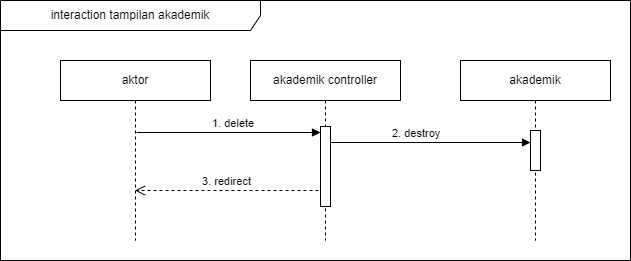 interaction tampilan akademik
aktor
akademik controller
akademik
1. delete
2. destroy
3. redirect